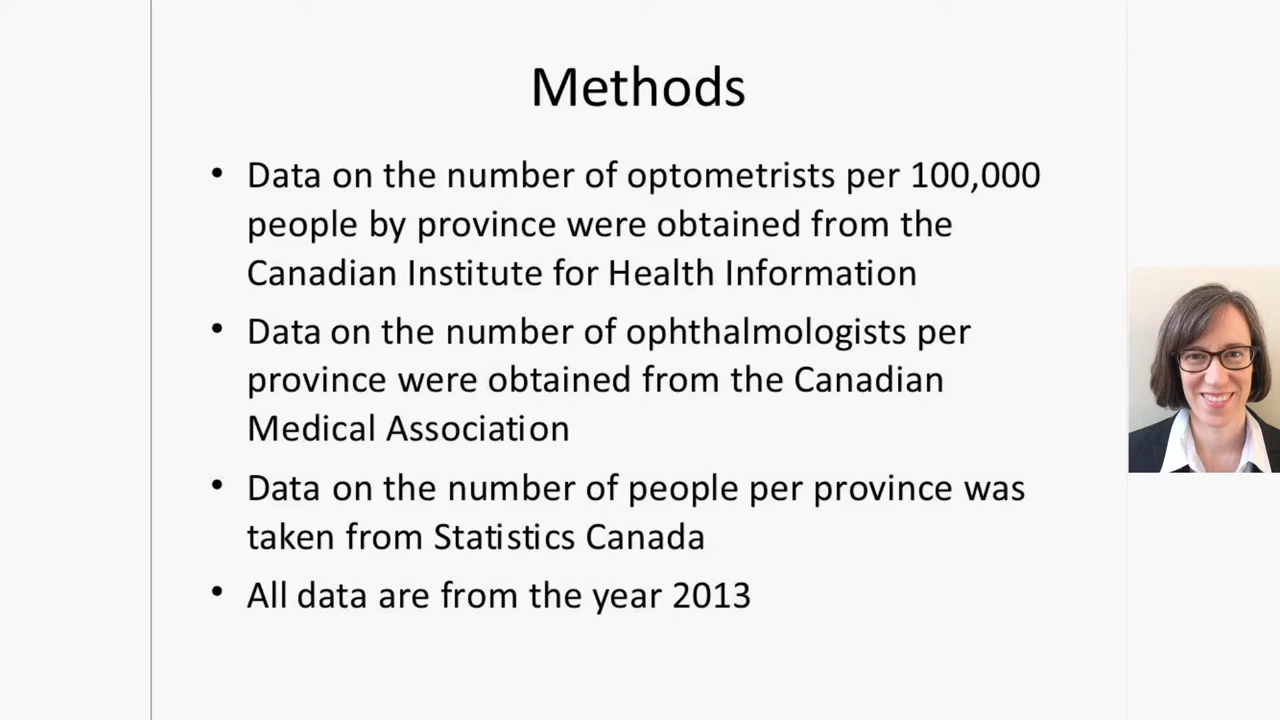 Methods
• Data on the number of optometrists per 100,000
people by province were obtained from the
Canadian Institute for Health Information
• Data on the number of ophthalmologists per
province were obtained from the Canadian
Medical Association
• Data on the number of people per province was
taken from Statistics Canada
• All data are from the year 2013